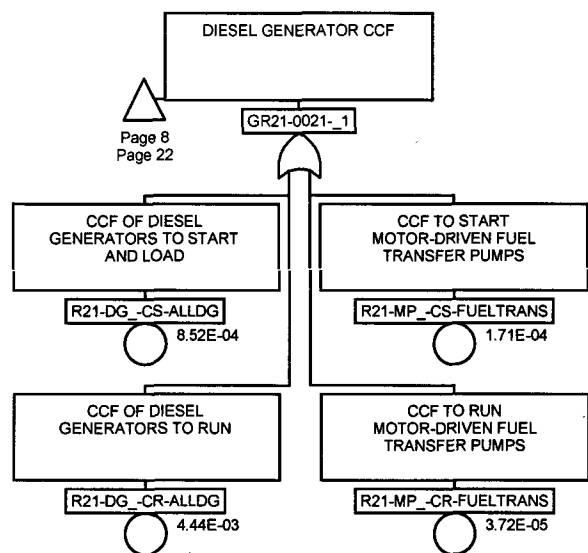 DIESEL GENERATOR CCF
Page 8
Page 22
GR21-0021-_1
CCF OF DIESEL
GENERATORS TO START
AND LOAD
R21-DG_-CS-ALLDG
8.52E-04
CCF TO START
MOTOR-DRIVEN FUEL
TRANSFER PUMPS
R21-MP_-CS-FUELTRANS
1.71E-04
CCF OF DIESEL
GENERATORS TO RUN
R21-DG_-CR-ALLDG
4.44E-03
CCF TO RUN
MOTOR-DRIVEN FUEL
TRANSFER PUMPS
R21-MP_-CR-FUELTRANS
3.72E-05